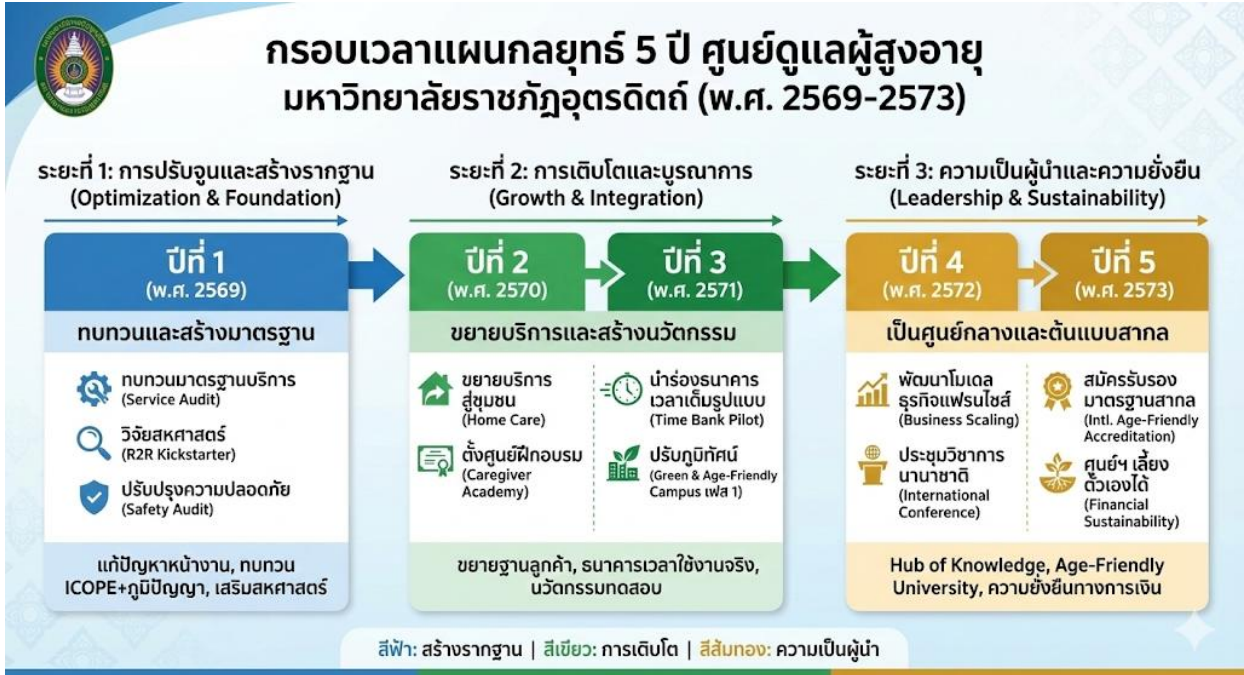 กรอบเวลาแผนกลยุทธ์ 5 ปี ศูนย์ดูแลผู้สูงอายุ
มหาวิทยาลัยราชภัฏอุตรดิตถ์ (พ.ศ. 2569-2573)
ระยะที่ 1: การปรับจูนและสร้างรากฐาน
(Optimization & Foundation)
ปีที่ 1
(พ.ศ. 2569)
ทบทวนและสร้างมาตรฐาน
ทบทวนมาตรฐานบริการ
(Service Audit)
วิจัยสหศาสตร์
(R2R Kickstarter)
ปรับปรุงความปลอดภัย
(Safety Audit)
แก้ปัญหาหน้างาน, ทบทวน
ICOPE+ภูมิปัญญา, เสริมสหศาสตร์
ระยะที่ 2: การเติบโตและบูรณาการ
(Growth & Integration)
ปีที่ 2
(พ.ศ. 2570)
ปีที่ 3
(พ.ศ. 2571)
ขยายบริการและสร้างนวัตกรรม
ขยายบริการ
สู่ชุมชน
(Home Care)
ตั้งศูนย์ฝึกอบรม
(Caregiver
Academy)
นำร่องธนาคาร
เวลาเต็มรูปแบบ
(Time Bank Pilot)
ปรับภูมิทัศน์
(Green & Age-Friendly
Campus เฟส 1)
ขยายฐานลูกค้า, ธนาคารเวลาใช้งานจริง,
นวัตกรรมทดสอบ
ระยะที่ 3: ความเป็นผู้นำและความยั่งยืน
(Leadership & Sustainability)
ปีที่ 4
(พ.ศ. 2572)
ปีที่ 5
(พ.ศ. 2573)
เป็นศูนย์กลางและต้นแบบสากล
พัฒนาโมเดล
ธุรกิจแฟรนไชส์
(Business Scaling)
ประชุมวิชาการ
นานาชาติ
(International
Conference)
สมัครรับรอง
มาตรฐานสากล
(Intl. Age-Friendly
Accreditation)
ศูนย์ฯ เลี้ยง
ตัวเองได้
(Financial
Sustainability)
Hub of Knowledge, Age-Friendly
University, ความยั่งยืนทางการเงิน
สีฟ้า: สร้างรากฐาน | สีเขียว: การเติบโต | สีส้มทอง: ความเป็นผู้นำ